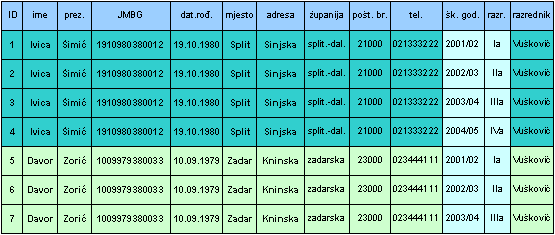 ID ime prez. JMBG dat.rođ. mjesto adresa županija pošt. br. tel. šk. god. razr. razrednik
1 Ivica Šimić 1910980380012 19.10.1980 Split Sinjska split.-dal. 21000 021333222 2001/02 Ia Vušković
2 Ivica Šimić 1910980380012 19.10.1980 Split Sinjska split.-dal. 21000 021333222 2002/03 IIa Vušković
3 Ivica Šimić 1910980380012 19.10.1980 Split Sinjska split.-dal. 21000 021333222 2003/04 IIIa Vušković
4 Ivica Šimić 1910980380012 19.10.1980 Split Sinjska split.-dal. 21000 021333222 2004/05 IVa Vušković
5 Davor Zorić 1009979380033 10.09.1979 Zadar Kninska zadarska 23000 023444111 2001/02 Ia Vušković
6 Davor Zorić 1009979380033 10.09.1979 Zadar Kninska zadarska 23000 023444111 2002/03 IIa Vušković
7 Davor Zorić 1009979380033 10.09.1979 Zadar Kninska zadarska 23000 023444111 2003/04 IIIa Vušković